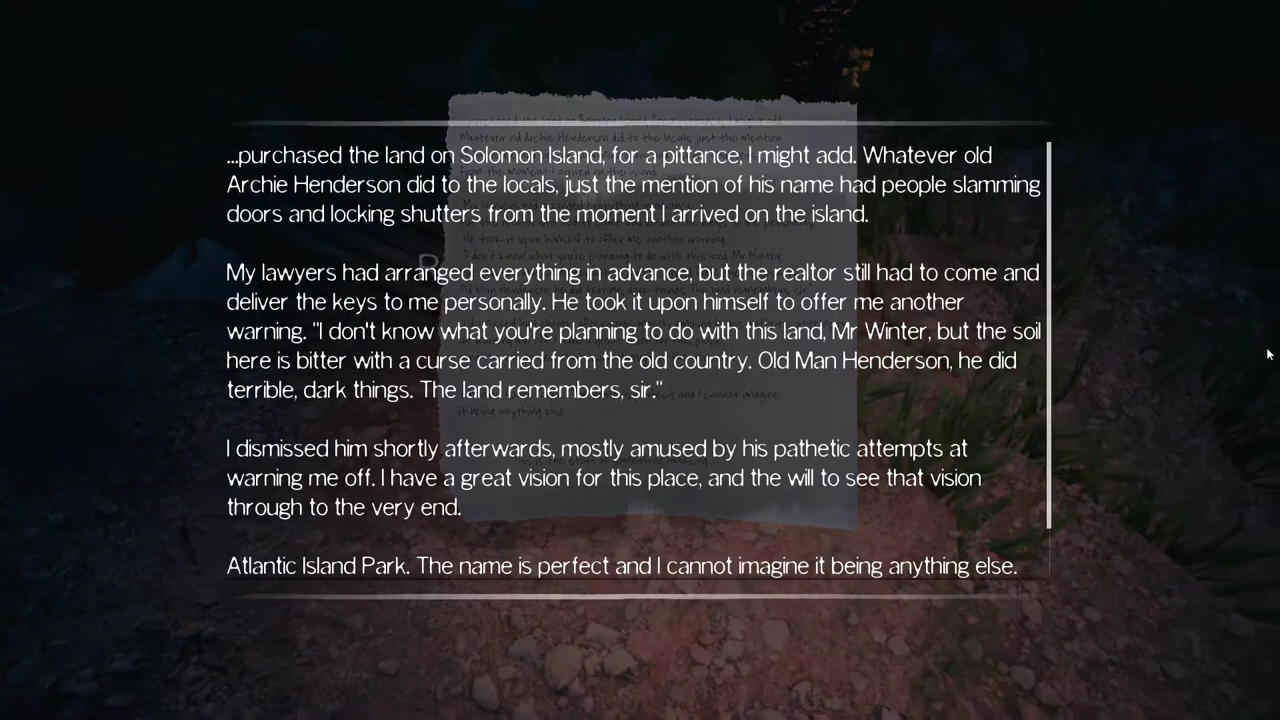 ...purchased the land on Solomon Island, for a pittance, I might add. Whatever old
Archie Henderson did to the locals, just the mention of his name had people slamming
doors and locking shutters from the moment I arrived on the island.
My lawyers had arranged everything in advance, but the realtor still had to come and
deliver the keys to me personally. He took it upon himself to offer me another
warning. "I don't know what you're planning to do with this land, Mr Winter, but the soil
here is bitter with a curse carried from the old country. Old Man Henderson, he did
terrible, dark things. The land remembers, sir."
I dismissed him shortly afterwards, mostly amused by his pathetic attempts at
warning me off. I have a great vision for this place, and the will to see that vision
through to the very end.
Atlantic Island Park. The name is perfect and I cannot imagine it being anything else.